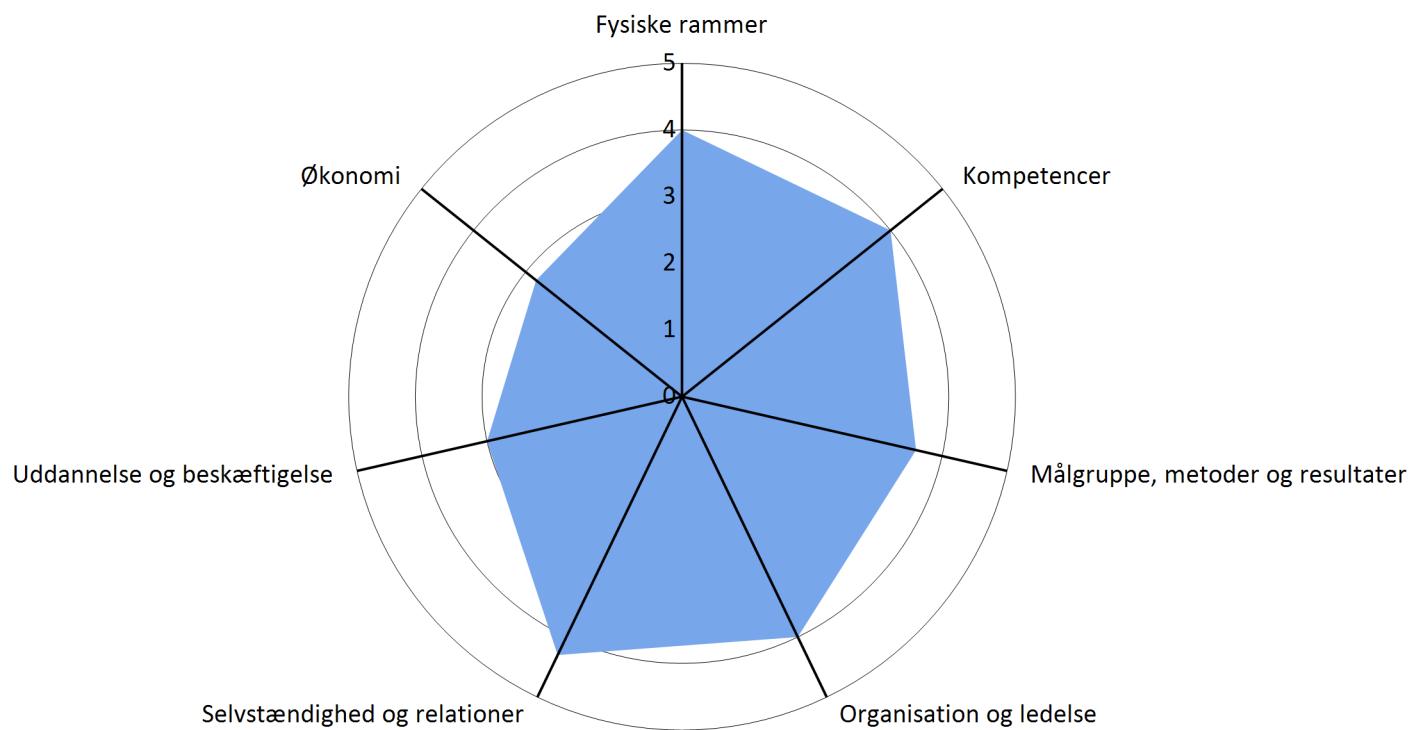 Fysiske rammer
5
4
Økonomi
Kompetencer
3
2
1
0
Uddannelse og beskæftigelse
Målgruppe, metoder og resultater
Selvstændighed og relationer
Organisation og ledelse